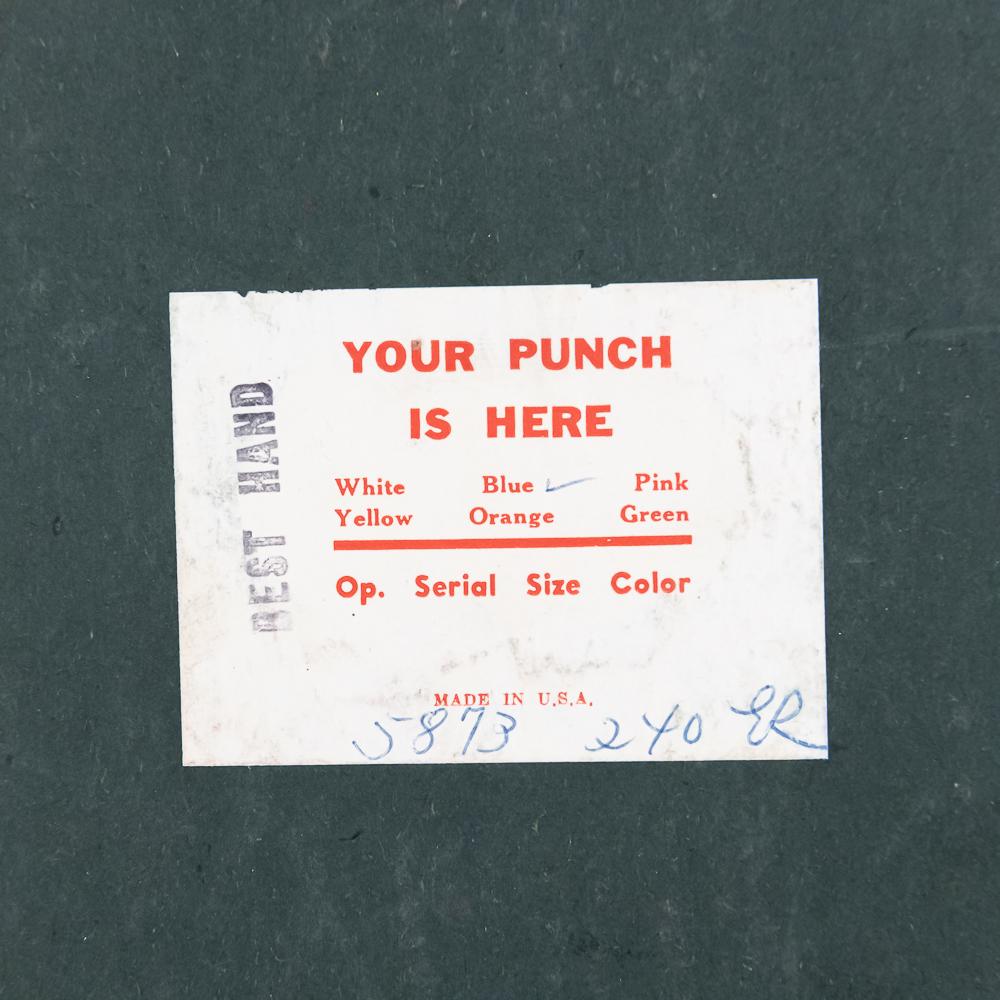 YOUR PUNCH
IS HERE
White Blue ✓ Pink
Yellow Orange Green
Op. Serial Size Color
MADE IN U.S.A.
5873 240
BEST HAND